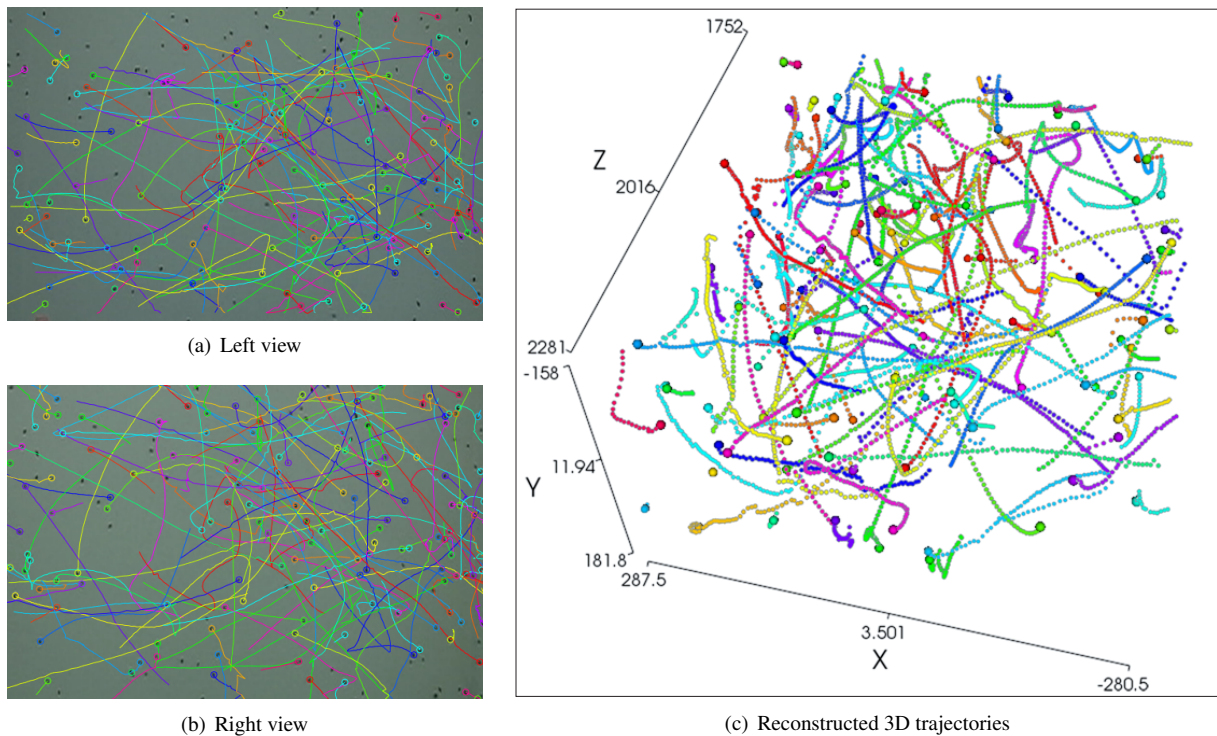 (a) Left view
(b) Right view
1752
Z
2016
2281
-158
11.94
Y
181.8
287.5
3.501
X
-280.5
(c) Reconstructed 3D trajectories